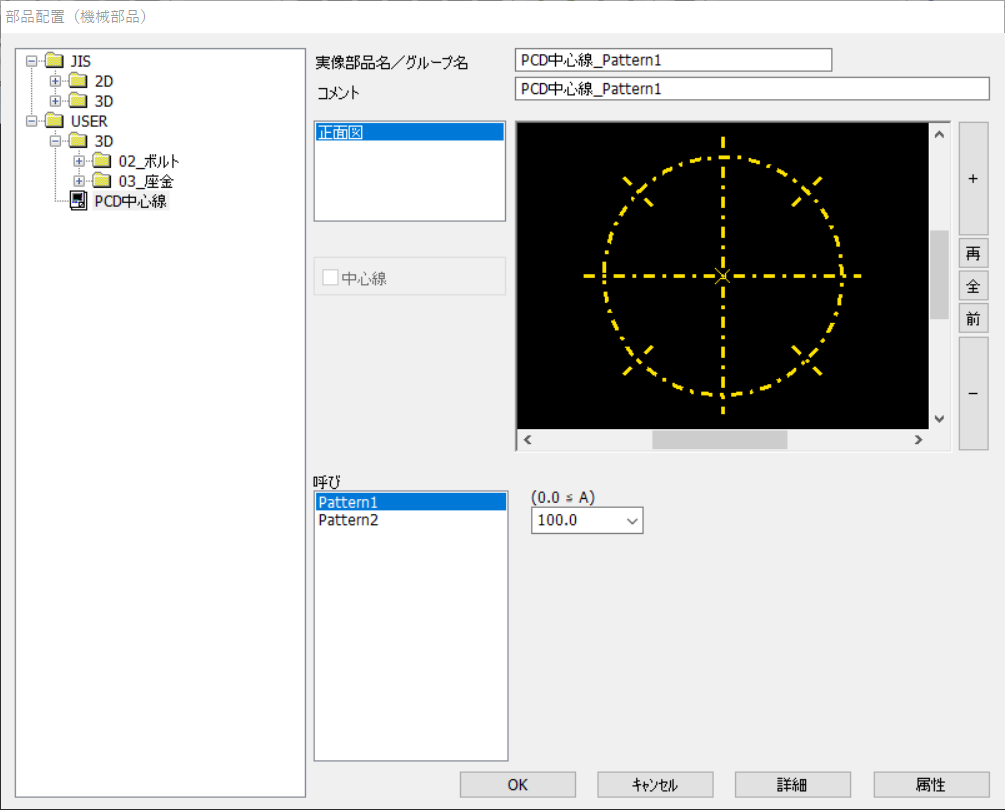 部品配置（機械部品）
JIS
2D
3D
USER
3D
02_ボルト
03_座金
PCD中心線
実像部品名／グループ名
PCD中心線_Pattern1
コメント
PCD中心線_Pattern1
正面図
中心線
+
再
全
前
-
呼び
Pattern1
Pattern2
(0.0 ≤ A)
100.0
OK
ｷｬﾝｾﾙ
詳細
属性